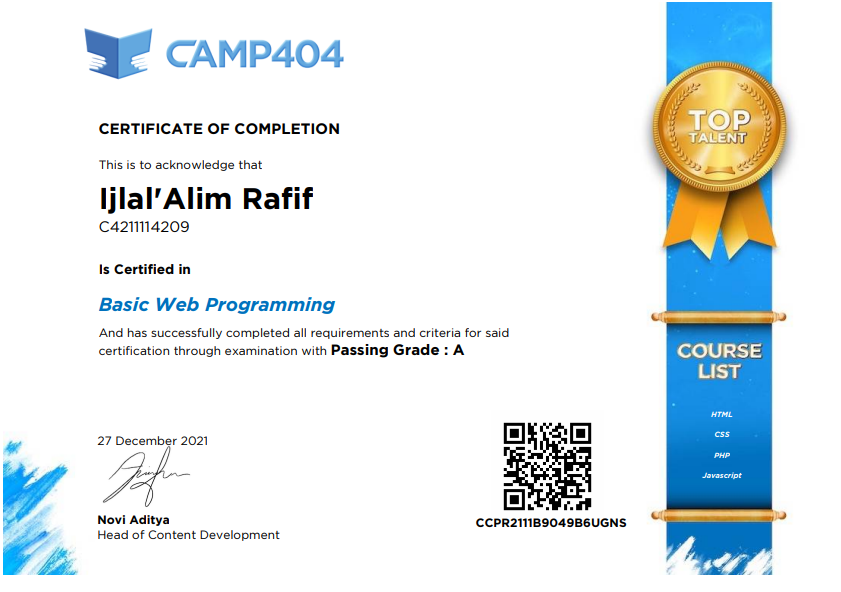 CAMP404
CERTIFICATE OF COMPLETION
This is to acknowledge that
Ijlal'Alim Rafif
C4211114209
Is Certified in
Basic Web Programming
And has successfully completed all requirements and criteria for said
certification through examination with Passing Grade : A
27 December 2021
Novi Aditya
Head of Content Development
CCPR2111B9049B6UGNS
TOP
TALENT
COURSE
LIST
HTML
CSS
PHP
Javascript